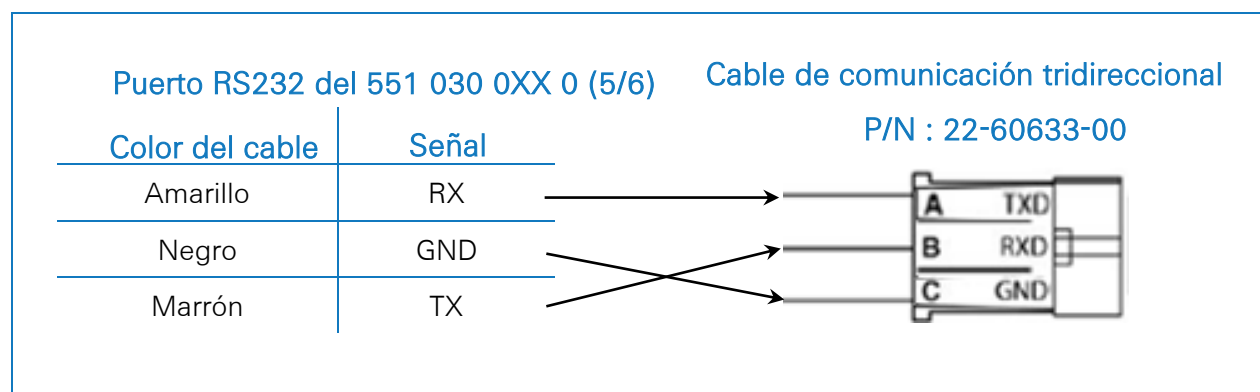 Puerto RS232 del 551 030 0XX 0 (5/6)
Cable de comunicación tridireccional
P/N : 22-60633-00
Color del cable Señal
Amarillo RX
Negro GND
Marrón TX
A TXD
B RXD
C GND